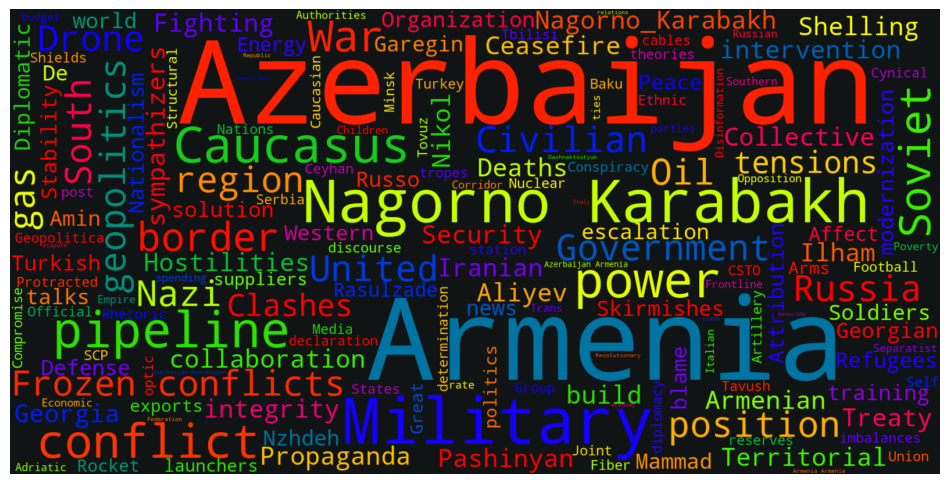 Azerbaijan
Armenia
Nagorno Karabakh
Military
pipeline
Caucasus
conflict
power
Nazi
United
Government
position
Russia
Soviet
South
geopolitics
Drone
War
Civilian
region
border
Oil
tensions
gas
Frozen conflicts
Clashes
Security
Hostilities
Fighting
world
Diplomatic
De
Shields
budget
Authorities
Organization
Nagorno_Karabakh
relations
Russian
Shelling
intervention
Energy
Garegin
Ceasefire
Tbilisi
cables
theories
Peace
Cynical
Republic
Structural
Caucasian
Minsk
Turkey
Baku
ties
Ethnic
Southern
Disinformation
Stability
Nationalism
sympathizers
Nations
Children
Tovuz
Nikol
parties
Collective
modernization
Dashnaktsutyun
Deaths
Conspiracy
Ceyhan
Russo
tropes
Corridor
Nuclear
Opposition
post
Amin
solution
Serbia
Italy
Poverty
Geopolitica
Western
discourse
escalation
station
Turkish
Protracted
talks
suppliers
Rasulzade
Iranian
Azerbaijan Armenia
Aliyev
news
Trans
CSTO
Affect
Ilham
Arms
Football
Frontline
Skirmishes
Attribution
Soldiers
Georgian
Official
Empire
Rhetoric
spending
Media
declaration
determination
Compromise
SCP
collaboration
Defense
optic
Revolutionary
Italian
Artillery
Separatist
Refugees
Self
blame
training
Tavush
States
rate
Group
Great
politics
build
diplomacy
Armenian
Treaty
Economic
Georgia
exports
integrity
Federation
Nzhdeh
Propaganda
Pashinyan
Joint
Fiber
Mammad
reserves
imbalances
Territorial
Union
Adriatic
Rocket
launchers
Armenia Armenia